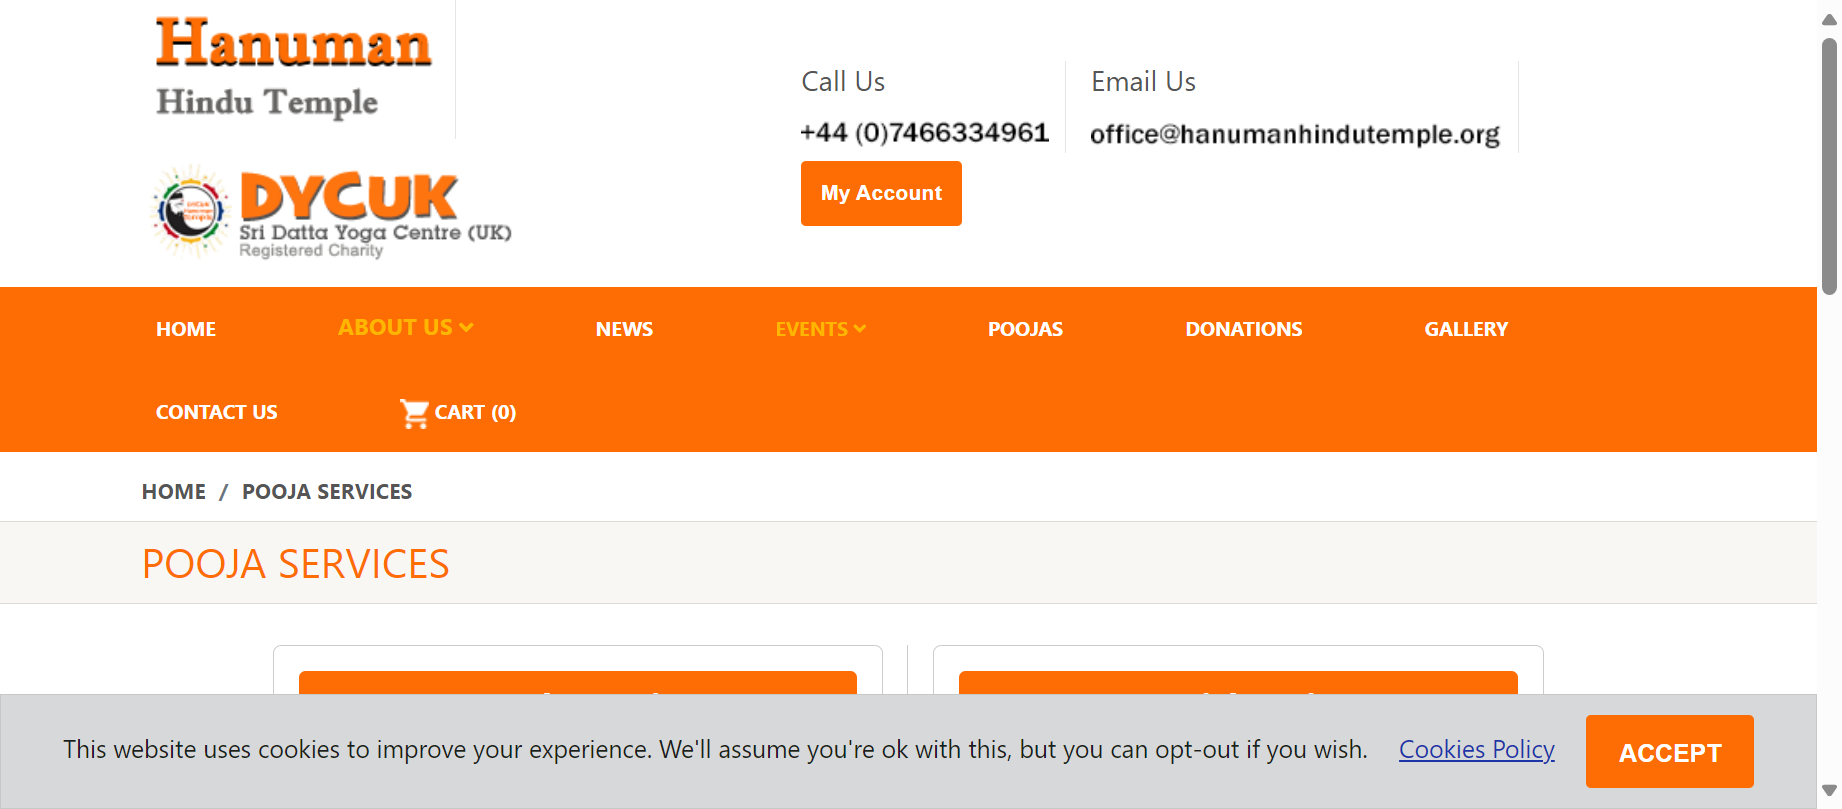 Hanuman
Hindu Temple
DYCUK
Sri Datta Yoga Centre (UK)
Registered Charity
Call Us
+44 (0)7466334961
Email Us
office@hanumanhindutemple.org
My Account
HOME
ABOUT US
NEWS
EVENTS
POOJAS
DONATIONS
GALLERY
CONTACT US
CART (0)
HOME / POOJA SERVICES
POOJA SERVICES
This website uses cookies to improve your experience. We'll assume you're ok with this, but you can opt-out if you wish. Cookies Policy
ACCEPT